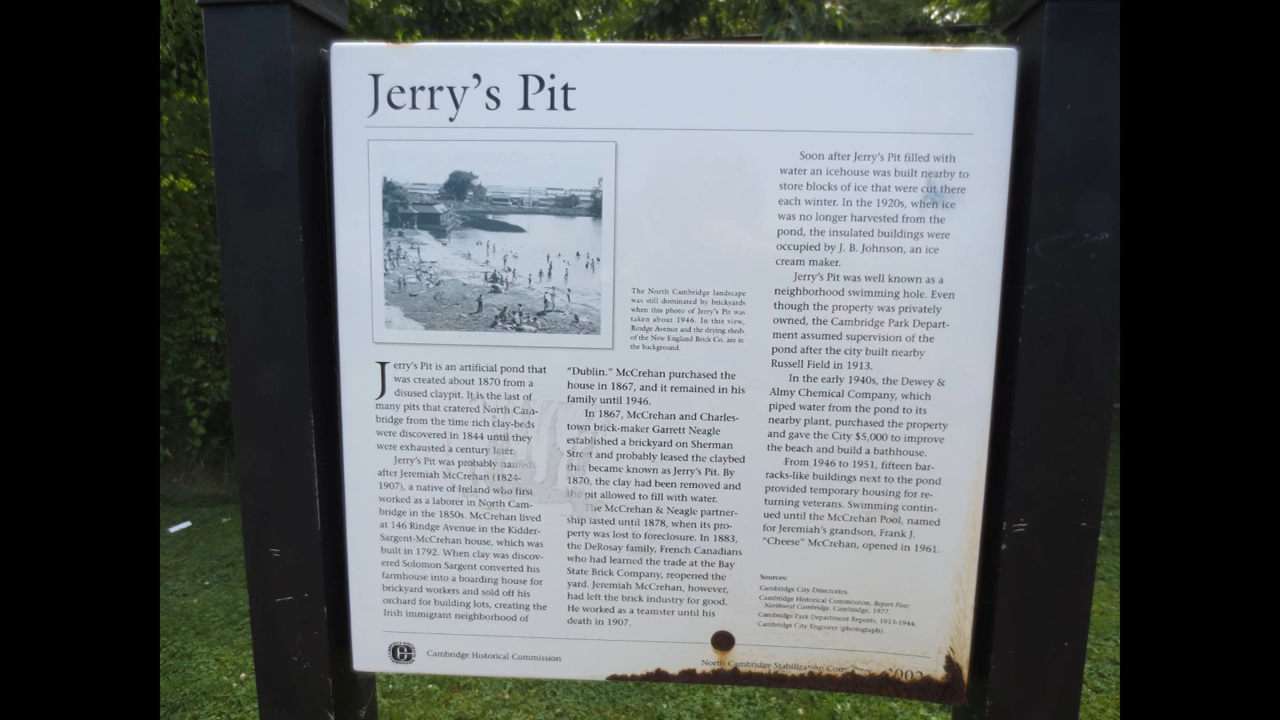 Jerry's Pit
The North Cambridge landscape
was still dominated by brickyards
when this photo of Jerry's Pit was
taken about 1946. In this view,
Rindge Avenue and the drying sheds
of the New England Brick Co. are in
the background.
Jerry's Pit is an artificial pond that
was created about 1870 from a
disused claypit. It is the last of
many pits that cratered North Cam-
bridge from the time rich clay-beds
were discovered in 1844 until they
were exhausted a century later.
Jerry's Pit was probably named
after Jeremiah McCrehan (1824-
1907), a native of Ireland who first
worked as a laborer in North Cam-
bridge in the 1850s. McCrehan lived
at 146 Rindge Avenue in the Kidder-
Sargent-McCrehan house, which was
built in 1792. When clay was discov-
ered Solomon Sargent converted his
farmhouse into a boarding house for
brickyard workers and sold off his
orchard for building lots, creating the
Irish immigrant neighborhood of
"Dublin." McCrehan purchased the
house in 1867, and it remained in his
family until 1946.
In 1867, McCrehan and Charles-
town brick-maker Garrett Neagle
established a brickyard on Sherman
Street and probably leased the claybed
that became known as Jerry's Pit. By
1870, the clay had been removed and
the pit allowed to fill with water.
The McCrehan & Neagle partner-
ship lasted until 1878, when its pro-
perty was lost to foreclosure. In 1883,
the DeRosay family, French Canadians
who had learned the trade at the Bay
State Brick Company, reopened the
yard. Jeremiah McCrehan, however,
had left the brick industry for good.
He worked as a teamster until his
death in 1907.
Soon after Jerry's Pit filled with
water an icehouse was built nearby to
store blocks of ice that were cut there
each winter. In the 1920s, when ice
was no longer harvested from the
pond, the insulated buildings were
occupied by J. B. Johnson, an ice
cream maker.
Jerry's Pit was well known as a
neighborhood swimming hole. Even
though the property was privately
owned, the Cambridge Park Depart-
ment assumed supervision of the
pond after the city built nearby
Russell Field in 1913.
In the early 1940s, the Dewey &
Almy Chemical Company, which
piped water from the pond to its
nearby plant, purchased the property
and gave the City $5,000 to improve
the beach and build a bathhouse.
From 1946 to 1951, fifteen bar-
racks-like buildings next to the pond
provided temporary housing for re-
turning veterans. Swimming contin-
ued until the McCrehan Pool, named
for Jeremiah's grandson, Frank J.
"Cheese" McCrehan, opened in 1961.
Sources:
Cambridge City Directories.
Cambridge Historical Commission, Report Five:
Northwest Cambridge. Cambridge, 1977.
Cambridge Park Department Reports, 1913-1944.
Cambridge City Engineer (photograph).
Cambridge Historical Commission
North Cambridge Stabilization